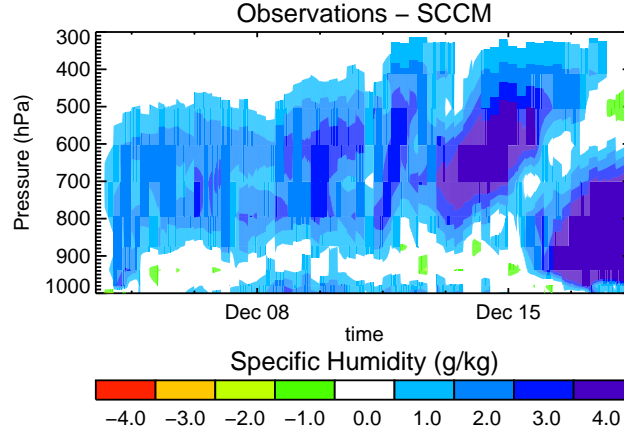 Observations − SCCM
300
400
500
600
700
800
900
1000
Pressure (hPa)
Dec 08 Dec 15
time
Specific Humidity (g/kg)
−4.0 −3.0 −2.0 −1.0 0.0 1.0 2.0 3.0 4.0